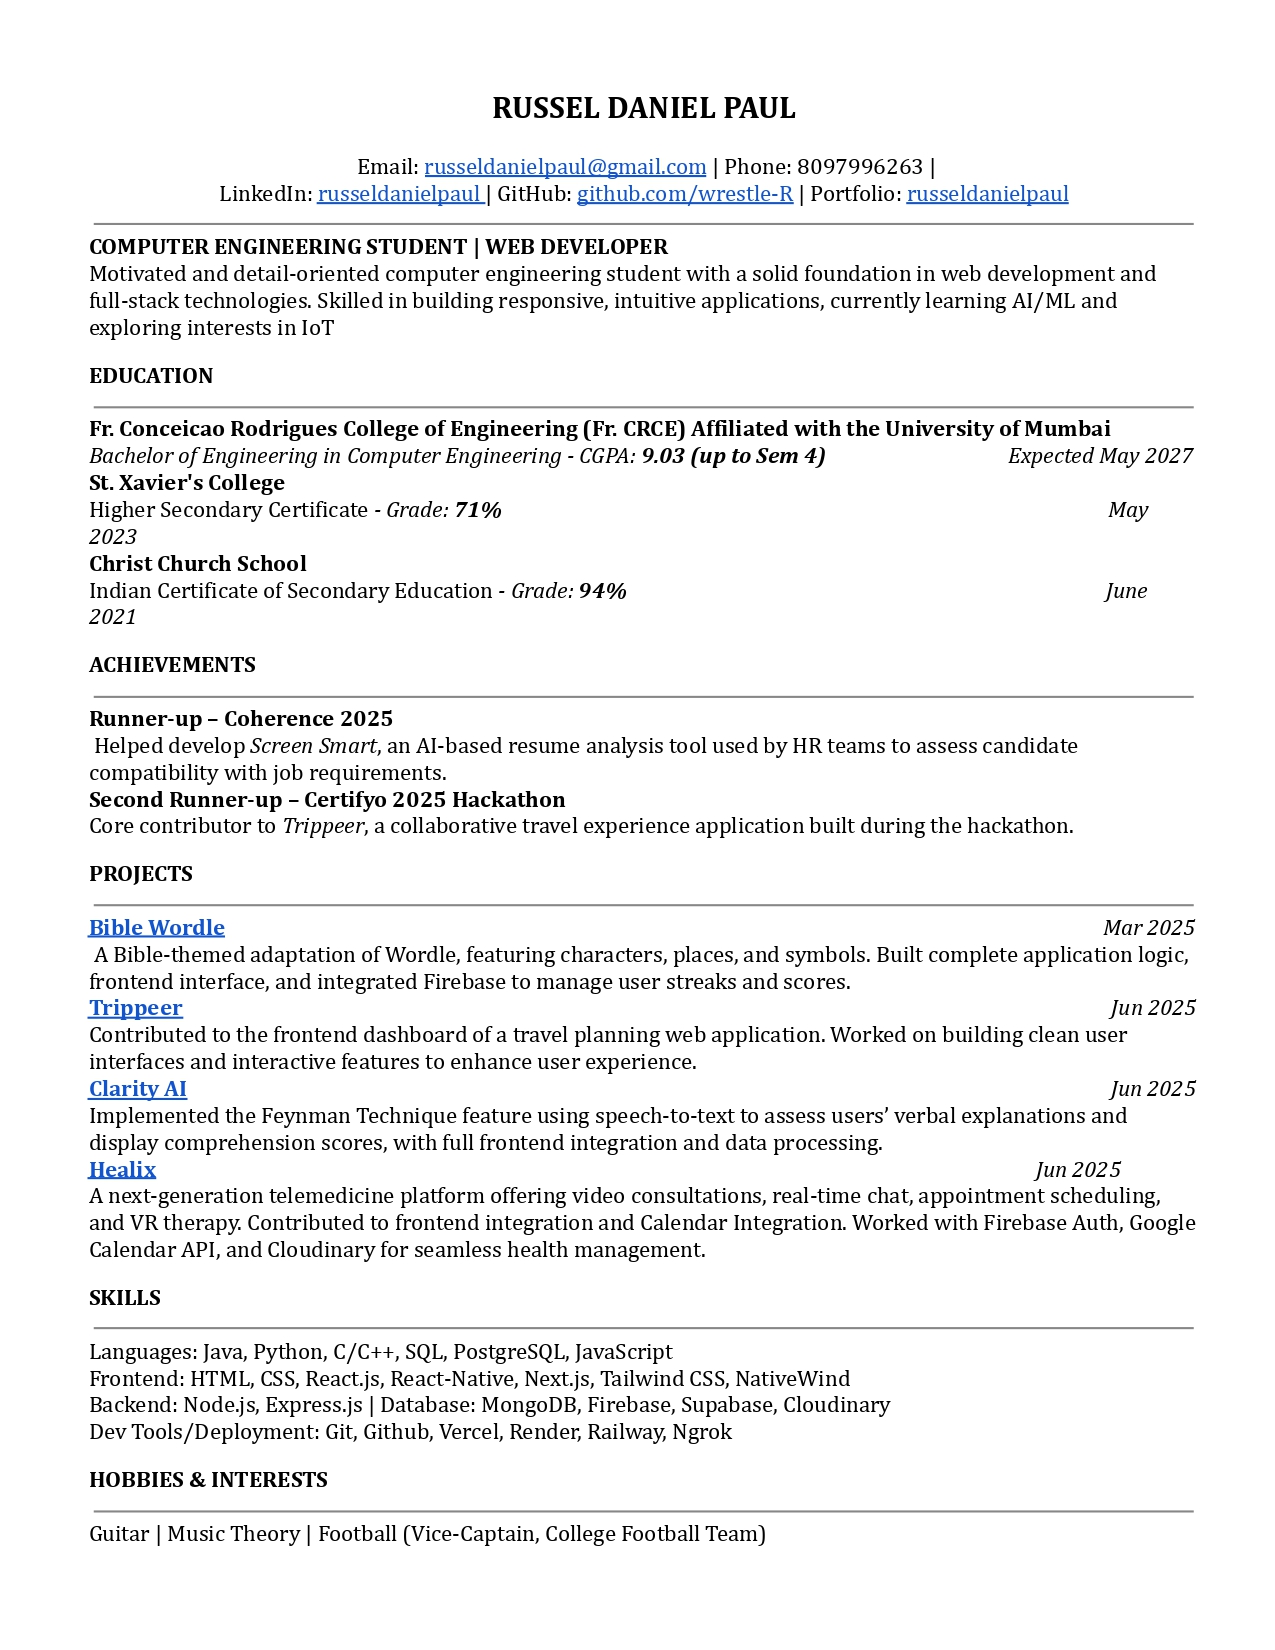 RUSSEL DANIEL PAUL
Email: russeldanielpaul@gmail.com | Phone: 8097996263 |
LinkedIn: russeldanielpaul | GitHub: github.com/wrestle-R | Portfolio: russeldanielpaul
COMPUTER ENGINEERING STUDENT | WEB DEVELOPER
Motivated and detail-oriented computer engineering student with a solid foundation in web development and
full-stack technologies. Skilled in building responsive, intuitive applications, currently learning AI/ML and
exploring interests in IoT
EDUCATION
Fr. Conceicao Rodrigues College of Engineering (Fr. CRCE) Affiliated with the University of Mumbai
Bachelor of Engineering in Computer Engineering - CGPA: 9.03 (up to Sem 4) Expected May 2027
St. Xavier's College
Higher Secondary Certificate - Grade: 71% May
2023
Christ Church School
Indian Certificate of Secondary Education - Grade: 94% June
2021
ACHIEVEMENTS
Runner-up – Coherence 2025
Helped develop Screen Smart, an AI-based resume analysis tool used by HR teams to assess candidate
compatibility with job requirements.
Second Runner-up – Certifyo 2025 Hackathon
Core contributor to Trippeer, a collaborative travel experience application built during the hackathon.
PROJECTS
Bible Wordle Mar 2025
A Bible-themed adaptation of Wordle, featuring characters, places, and symbols. Built complete application logic,
frontend interface, and integrated Firebase to manage user streaks and scores.
Trippeer Jun 2025
Contributed to the frontend dashboard of a travel planning web application. Worked on building clean user
interfaces and interactive features to enhance user experience.
Clarity AI Jun 2025
Implemented the Feynman Technique feature using speech-to-text to assess users’ verbal explanations and
display comprehension scores, with full frontend integration and data processing.
Healix Jun 2025
A next-generation telemedicine platform offering video consultations, real-time chat, appointment scheduling,
and VR therapy. Contributed to frontend integration and Calendar Integration. Worked with Firebase Auth, Google
Calendar API, and Cloudinary for seamless health management.
SKILLS
Languages: Java, Python, C/C++, SQL, PostgreSQL, JavaScript
Frontend: HTML, CSS, React.js, React-Native, Next.js, Tailwind CSS, NativeWind
Backend: Node.js, Express.js | Database: MongoDB, Firebase, Supabase, Cloudinary
Dev Tools/Deployment: Git, Github, Vercel, Render, Railway, Ngrok
HOBBIES & INTERESTS
Guitar | Music Theory | Football (Vice-Captain, College Football Team)